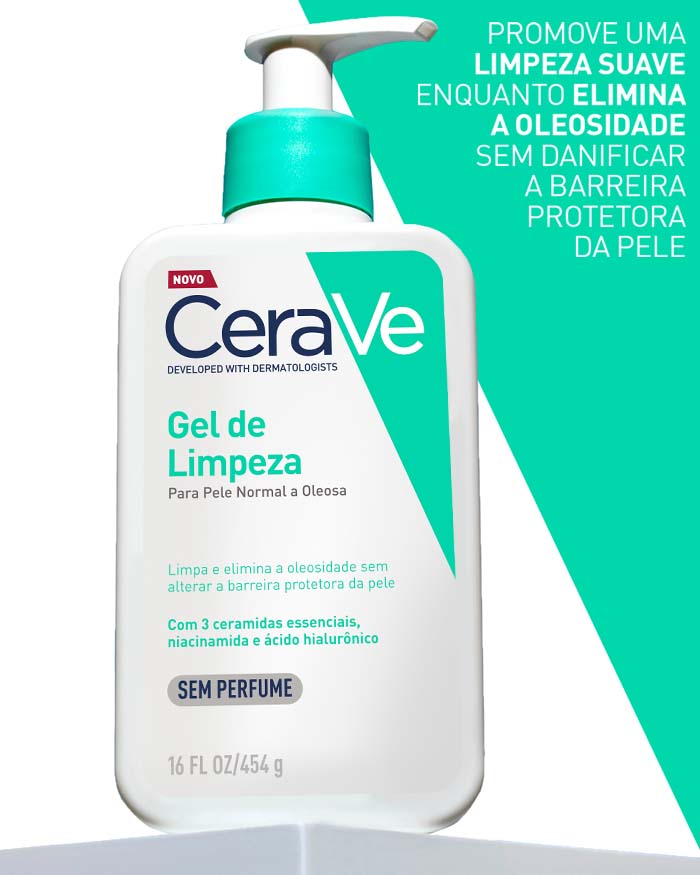 PROMOVE UMA
LIMPEZA SUAVE
ENQUANTO ELIMINA
A OLEOSIDADE
SEM DANIFICAR
A BARREIRA
PROTETORA
DA PELE
NOVO
CeraVe
DEVELOPED WITH DERMATOLOGISTS
Gel de
Limpeza
Para Pele Normal a Oleosa
Limpa e elimina a oleosidade sem
alterar a barreira protetora da pele
Com 3 ceramidas essenciais,
niacinamida e ácido hialurônico
SEM PERFUME
16 FL OZ/454 g